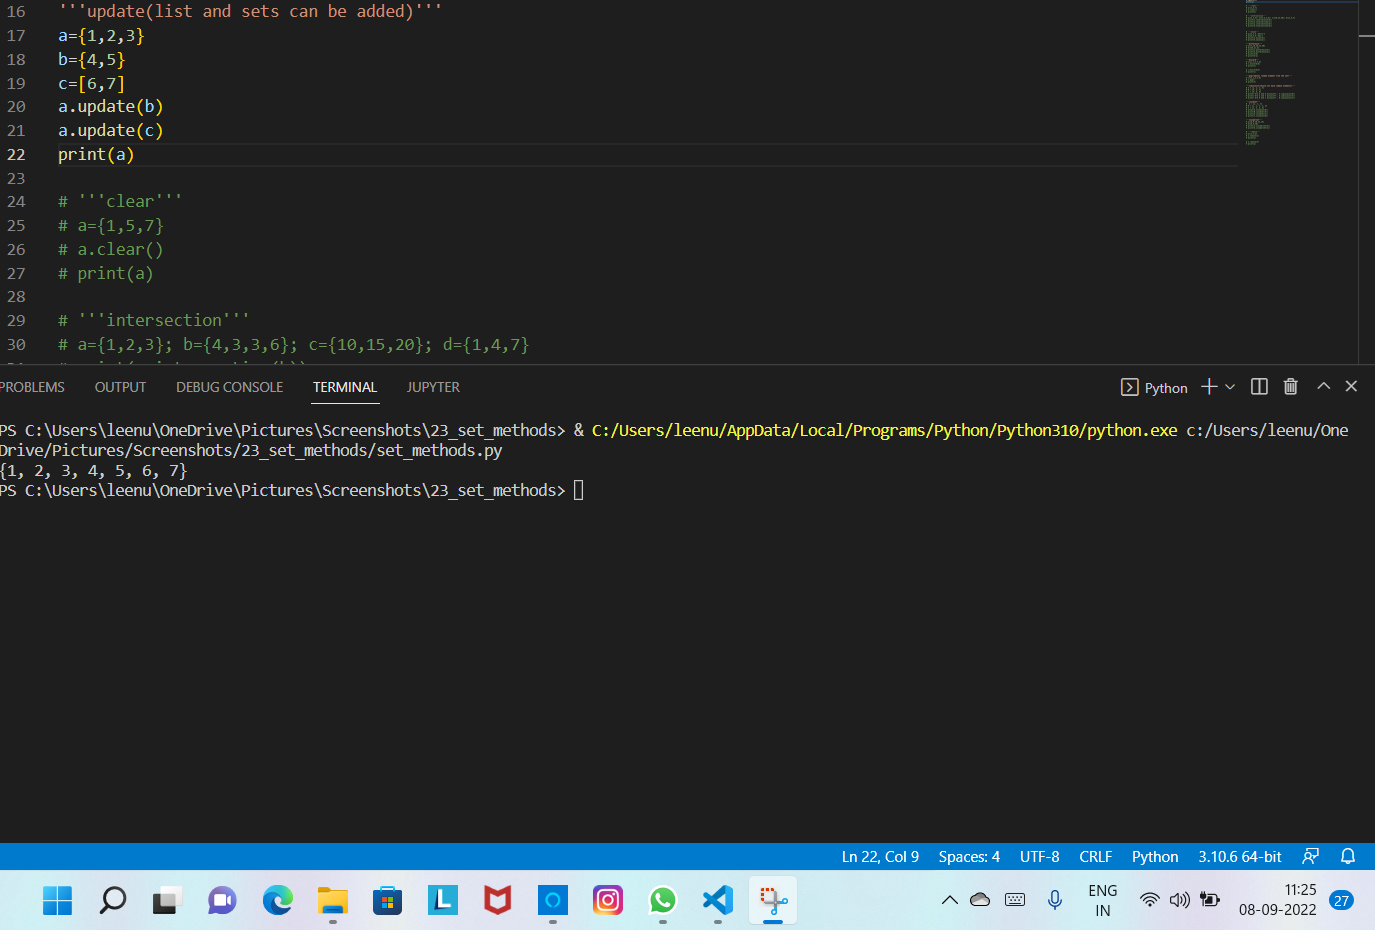 16 '''update(list and sets can be added)'''
17 a={1,2,3}
18 b={4,5}
19 c=[6,7]
20 a.update(b)
21 a.update(c)
22 print(a)
23
24 # '''clear'''
25 # a={1,5,7}
26 # a.clear()
27 # print(a)
28
29 # '''intersection'''
30 # a={1,2,3}; b={4,3,3,6}; c={10,15,20}; d={1,4,7}
PROBLEMS OUTPUT DEBUG CONSOLE TERMINAL JUPYTER Python
PS C:\Users\leenu\OneDrive\Pictures\Screenshots\23_set_methods> & C:/Users/leenu/AppData/Local/Programs/Python/Python310/python.exe c:/Users/leenu/One
Drive/Pictures/Screenshots/23_set_methods/set_methods.py
{1, 2, 3, 4, 5, 6, 7}
PS C:\Users\leenu\OneDrive\Pictures\Screenshots\23_set_methods>
Ln 22, Col 9 Spaces: 4 UTF-8 CRLF Python 3.10.6 64-bit
L
ENG
IN
11:25
08-09-2022
27